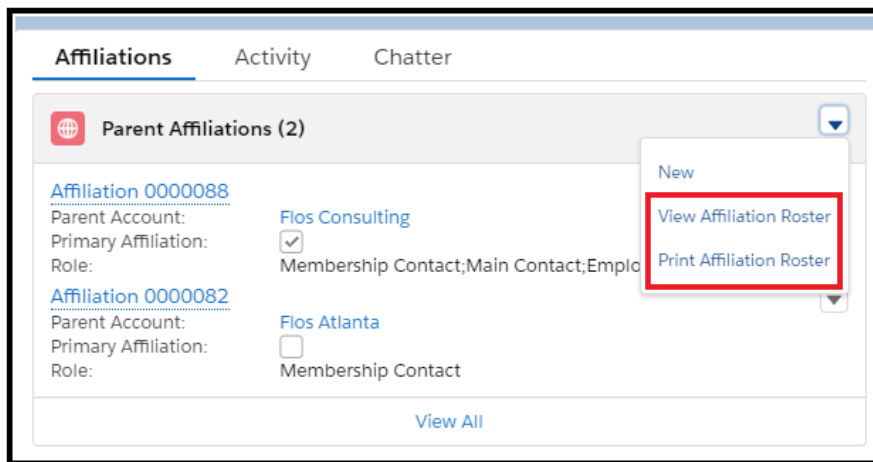 Affiliations Activity Chatter
Parent Affiliations (2)
New
View Affiliation Roster
Print Affiliation Roster
Affiliation 0000088
Parent Account: Flos Consulting
Primary Affiliation:
Role: Membership Contact;Main Contact;Emplo
Affiliation 0000082
Parent Account: Flos Atlanta
Primary Affiliation:
Role: Membership Contact
View All